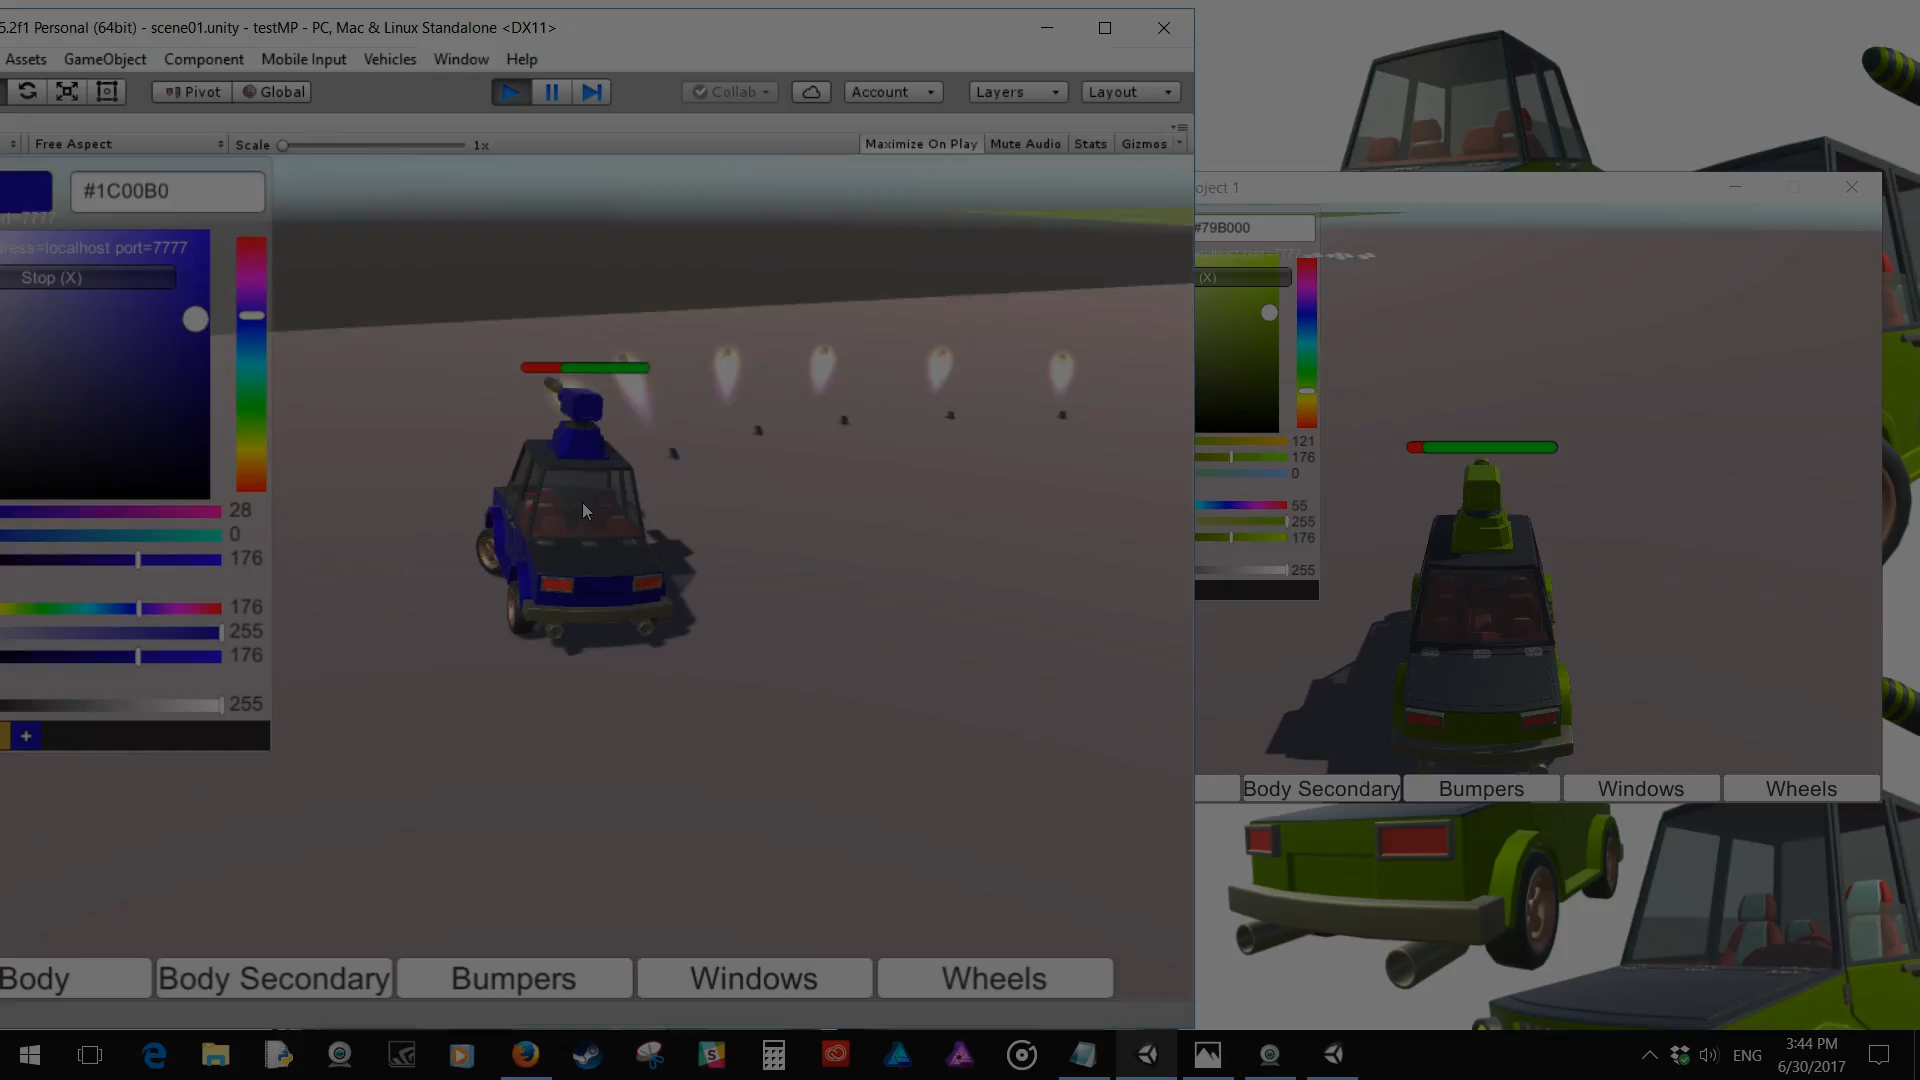 5.2f1 Personal (64bit) - scene01.unity - testMP - PC, Mac & Linux Standalone <DX11>
Assets GameObject Component Mobile Input Vehicles Window Help
Pivot Global Collab Account Layers Layout
Free Aspect Scale 1x Maximize On Play Mute Audio Stats Gizmos
#1C00B0
dress=localhost port=7777
Stop (X)
28
0
176
176
255
176
255
+
Body Body Secondary Bumpers Windows Wheels
oject 1
#79B000
(X)
121
176
0
55
255
176
255
Body Secondary Bumpers Windows Wheels
ENG
3:44 PM
6/30/2017